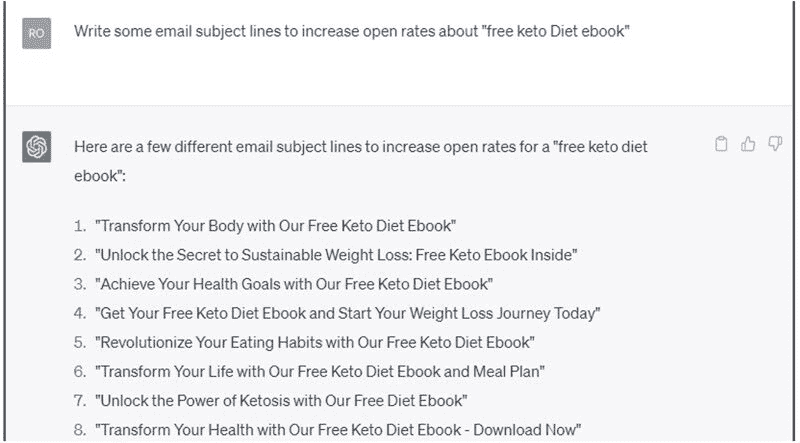 RO
Write some email subject lines to increase open rates about "free keto Diet ebook"
Here are a few different email subject lines to increase open rates for a "free keto diet
ebook":
1. "Transform Your Body with Our Free Keto Diet Ebook"
2. "Unlock the Secret to Sustainable Weight Loss: Free Keto Ebook Inside"
3. "Achieve Your Health Goals with Our Free Keto Diet Ebook"
4. "Get Your Free Keto Diet Ebook and Start Your Weight Loss Journey Today"
5. "Revolutionize Your Eating Habits with Our Free Keto Diet Ebook"
6. "Transform Your Life with Our Free Keto Diet Ebook and Meal Plan"
7. "Unlock the Power of Ketosis with Our Free Diet Ebook"
8. "Transform Your Health with Our Free Keto Diet Ebook - Download Now"